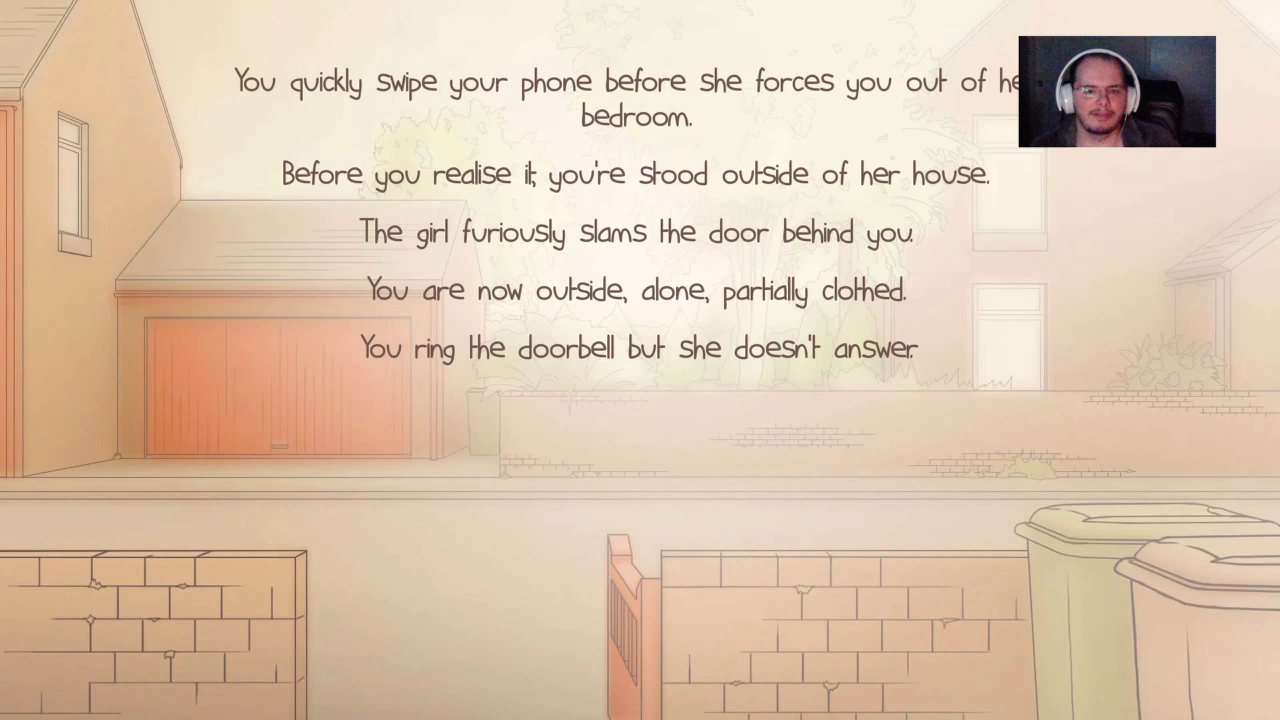 You quickly swipe your phone before she forces you out of
bedroom.
Before you realise it; you're stood outside of her house.
The girl furiously slams the door behind you.
You are now outside, alone, partially clothed.
You ring the doorbell but she doesn't answer.